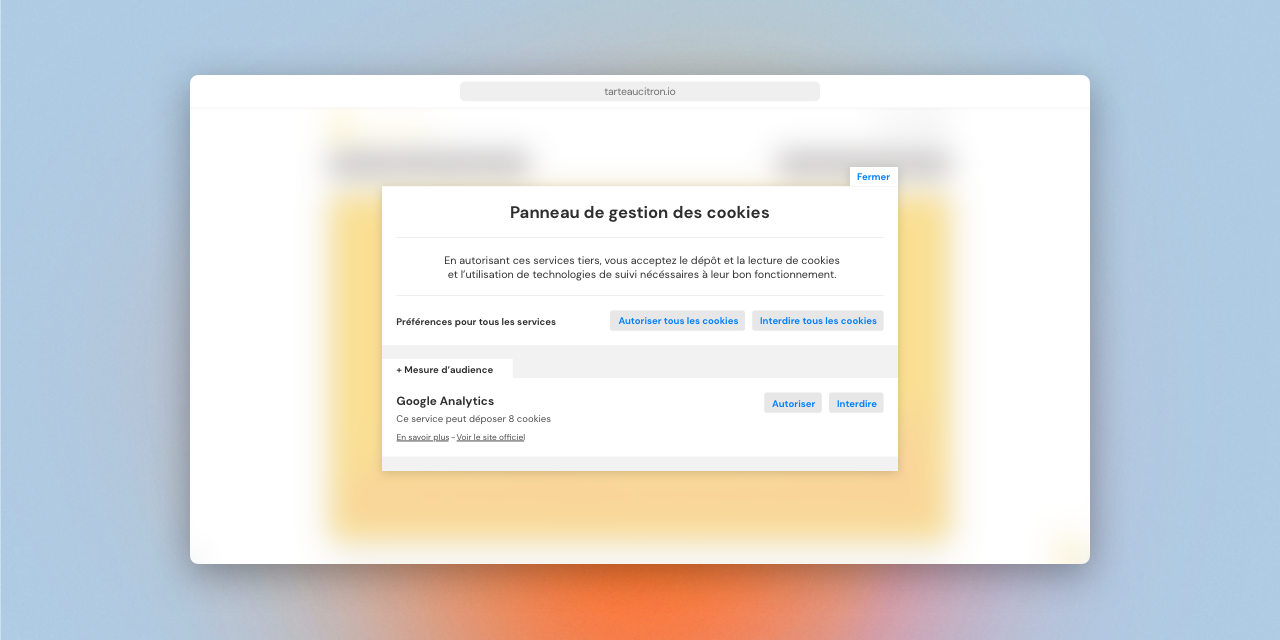 tarteaucitron.io
Fermer
Panneau de gestion des cookies
En autorisant ces services tiers, vous acceptez le dépôt et la lecture de cookies
et l'utilisation de technologies de suivi nécéssaires à leur bon fonctionnement.
Préférences pour tous les services
Autoriser tous les cookies
Interdire tous les cookies
+ Mesure d'audience
Google Analytics
Autoriser
Interdire
Ce service peut déposer 8 cookies
En savoir plus - Voir le site officiel